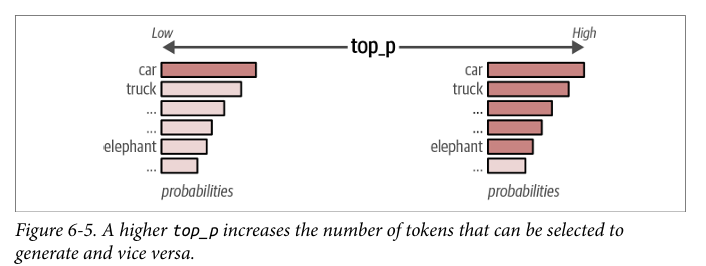 Low High
top_p
car car
truck truck
... ...
... ...
elephant elephant
... ...
probabilities probabilities
Figure 6-5. A higher top_p increases the number of tokens that can be selected to
generate and vice versa.